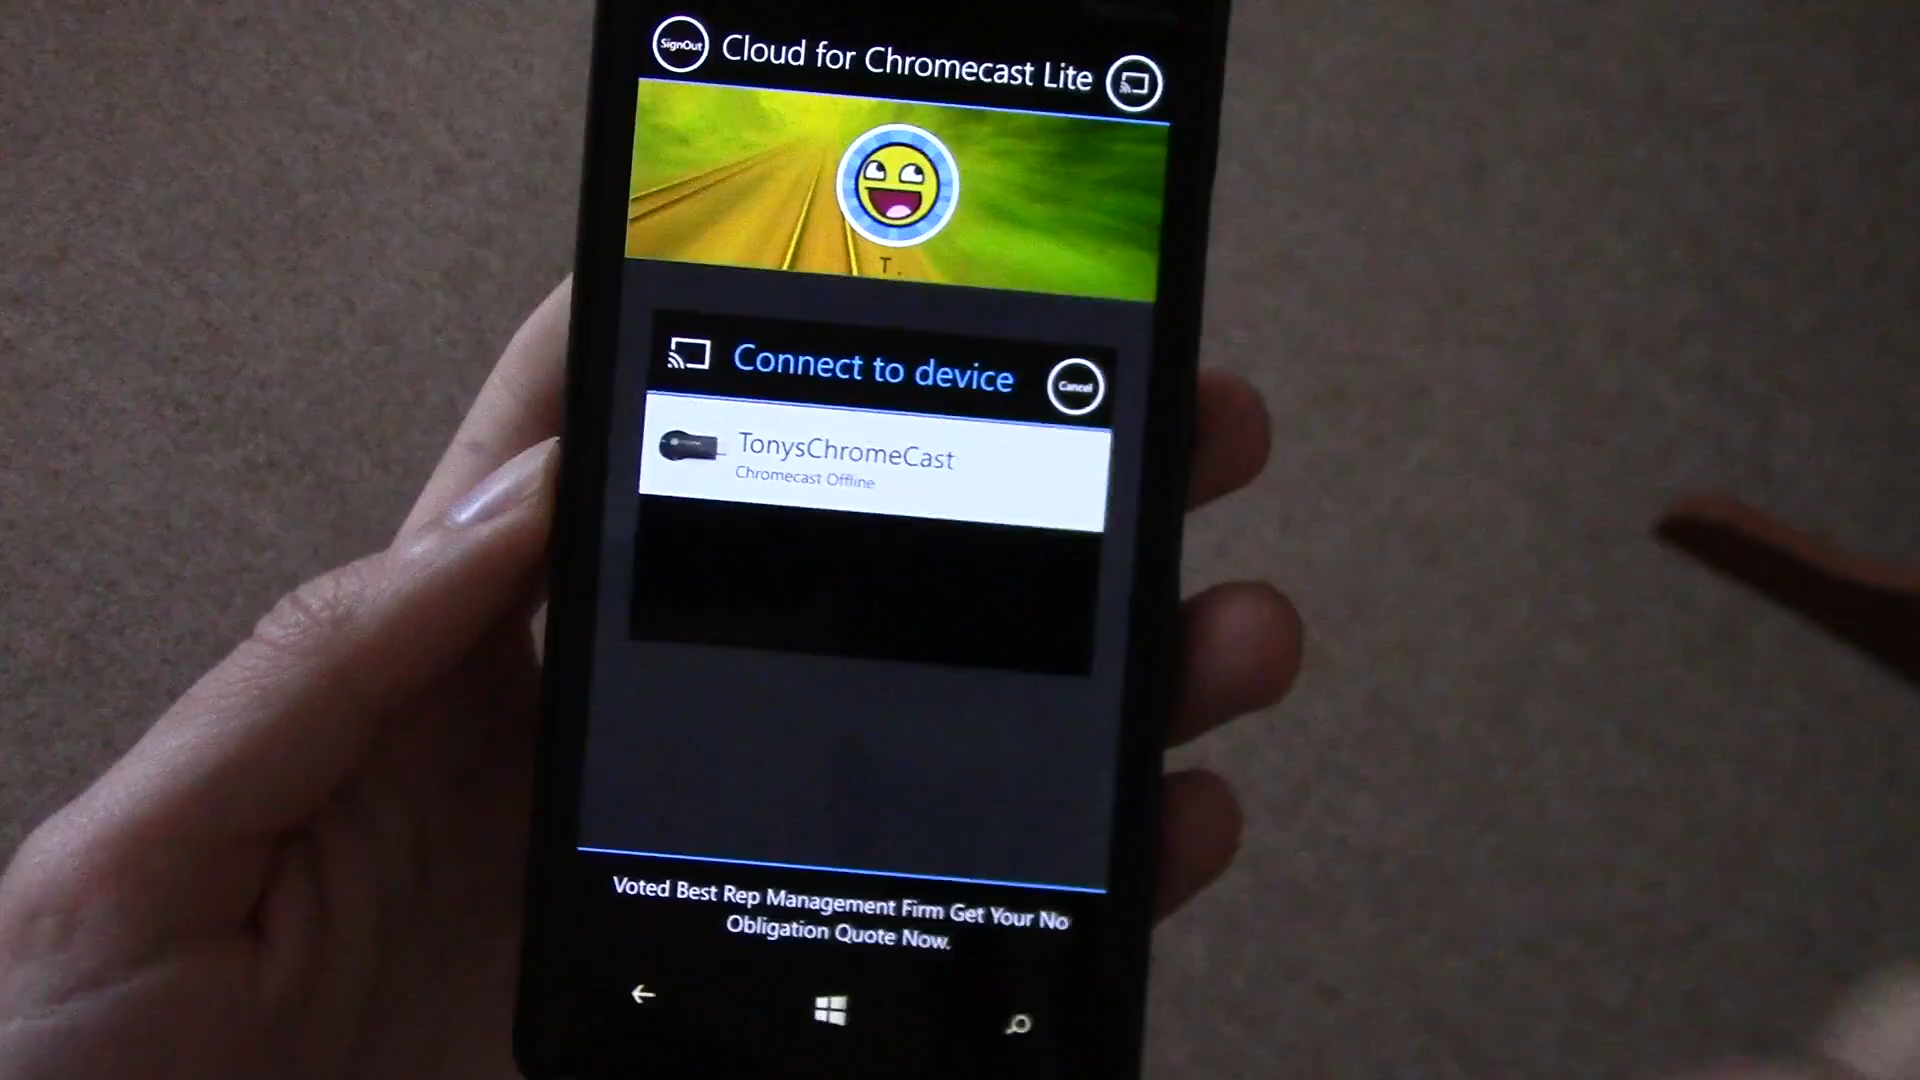 SignOut
Cloud for Chromecast Lite
T.
Connect to device
Cancel
TonysChromeCast
Chromecast Offline
Voted Best Rep Management Firm Get Your No
Obligation Quote Now.